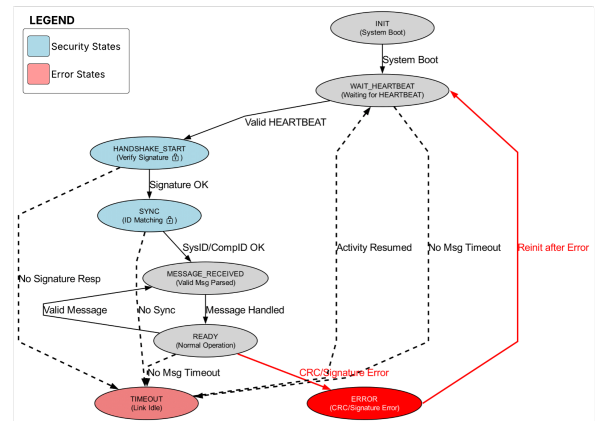 LEGEND
Security States
Error States
INIT
(System Boot)
System Boot
WAIT_HEARTBEAT
(Waiting for HEARTBEAT)
Valid HEARTBEAT
HANDSHAKE_START
(Verify Signature 🔒)
Signature OK
SYNC
(ID Matching 🔒)
SysID/CompID OK
Activity Resumed
No Msg Timeout
Reinit after Error
MESSAGE_RECEIVED
(Valid Msg Parsed)
No Signature Resp
Valid Message
No Sync
Message Handled
READY
(Normal Operation)
No Msg Timeout
CRC/Signature Error
TIMEOUT
(Link Idle)
ERROR
(CRC/Signature Error)